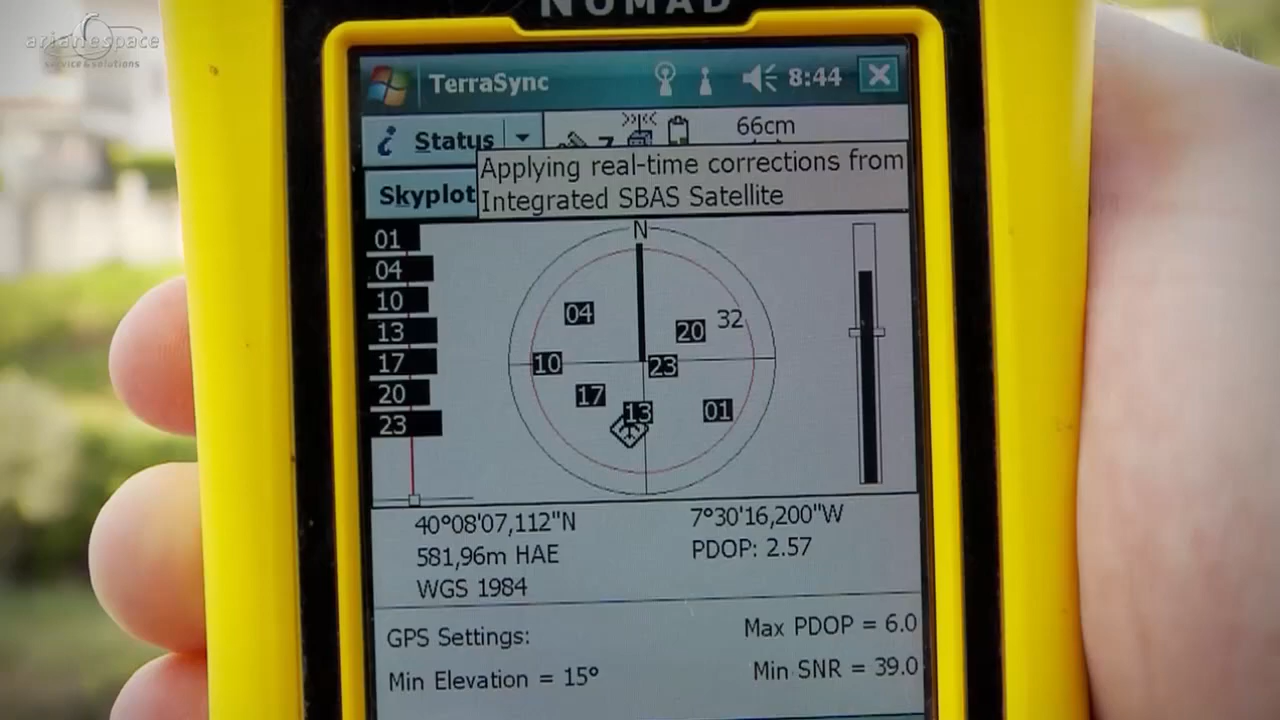 NOMAD
arianespace
service & solutions
TerraSync
8:44
Status
7
66cm
Applying real-time corrections from
Integrated SBAS Satellite
Skyplot
01
04
10
13
17
20
23
N
04
20
32
10
23
17
13
01
40°08'07,112"N
7°30'16,200"W
581,96m HAE
PDOP: 2.57
WGS 1984
GPS Settings:
Max PDOP = 6.0
Min Elevation = 15°
Min SNR = 39.0